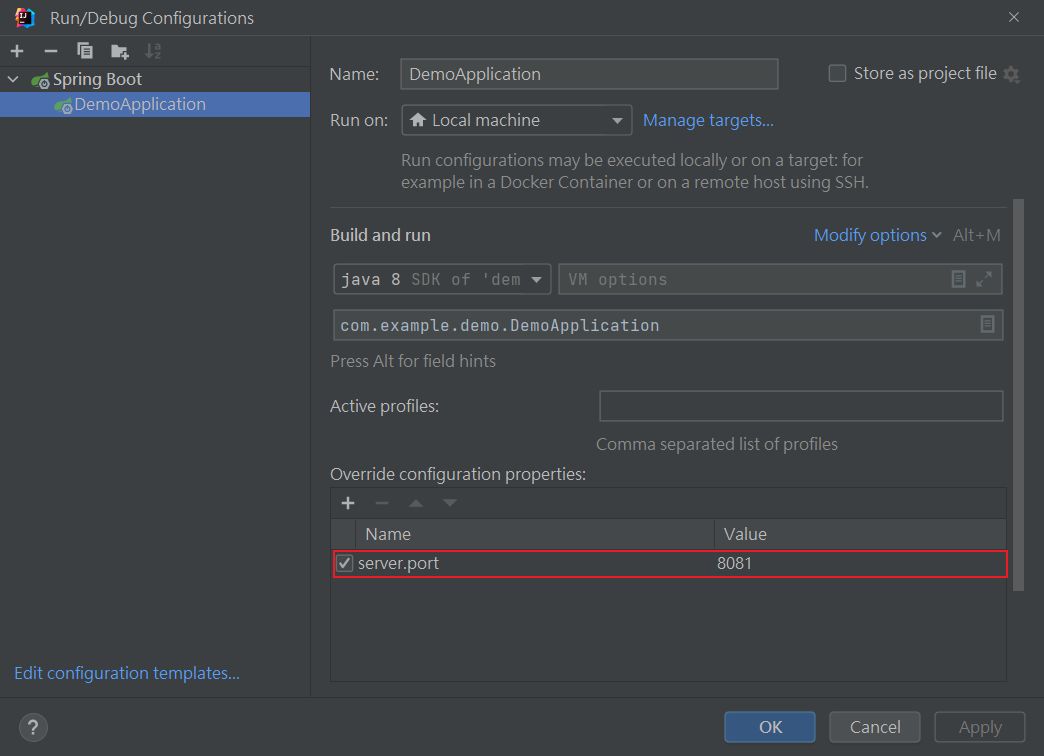 Run/Debug Configurations
Spring Boot
DemoApplication
Name: DemoApplication Store as project file
Run on: Local machine Manage targets...
Run configurations may be executed locally or on a target: for
example in a Docker Container or on a remote host using SSH.
Build and run Modify options Alt+M
java 8 SDK of 'dem VM options
com.example.demo.DemoApplication
Press Alt for field hints
Active profiles:
Comma separated list of profiles
Override configuration properties:
Name Value
server.port 8081
Edit configuration templates...
? OK Cancel Apply